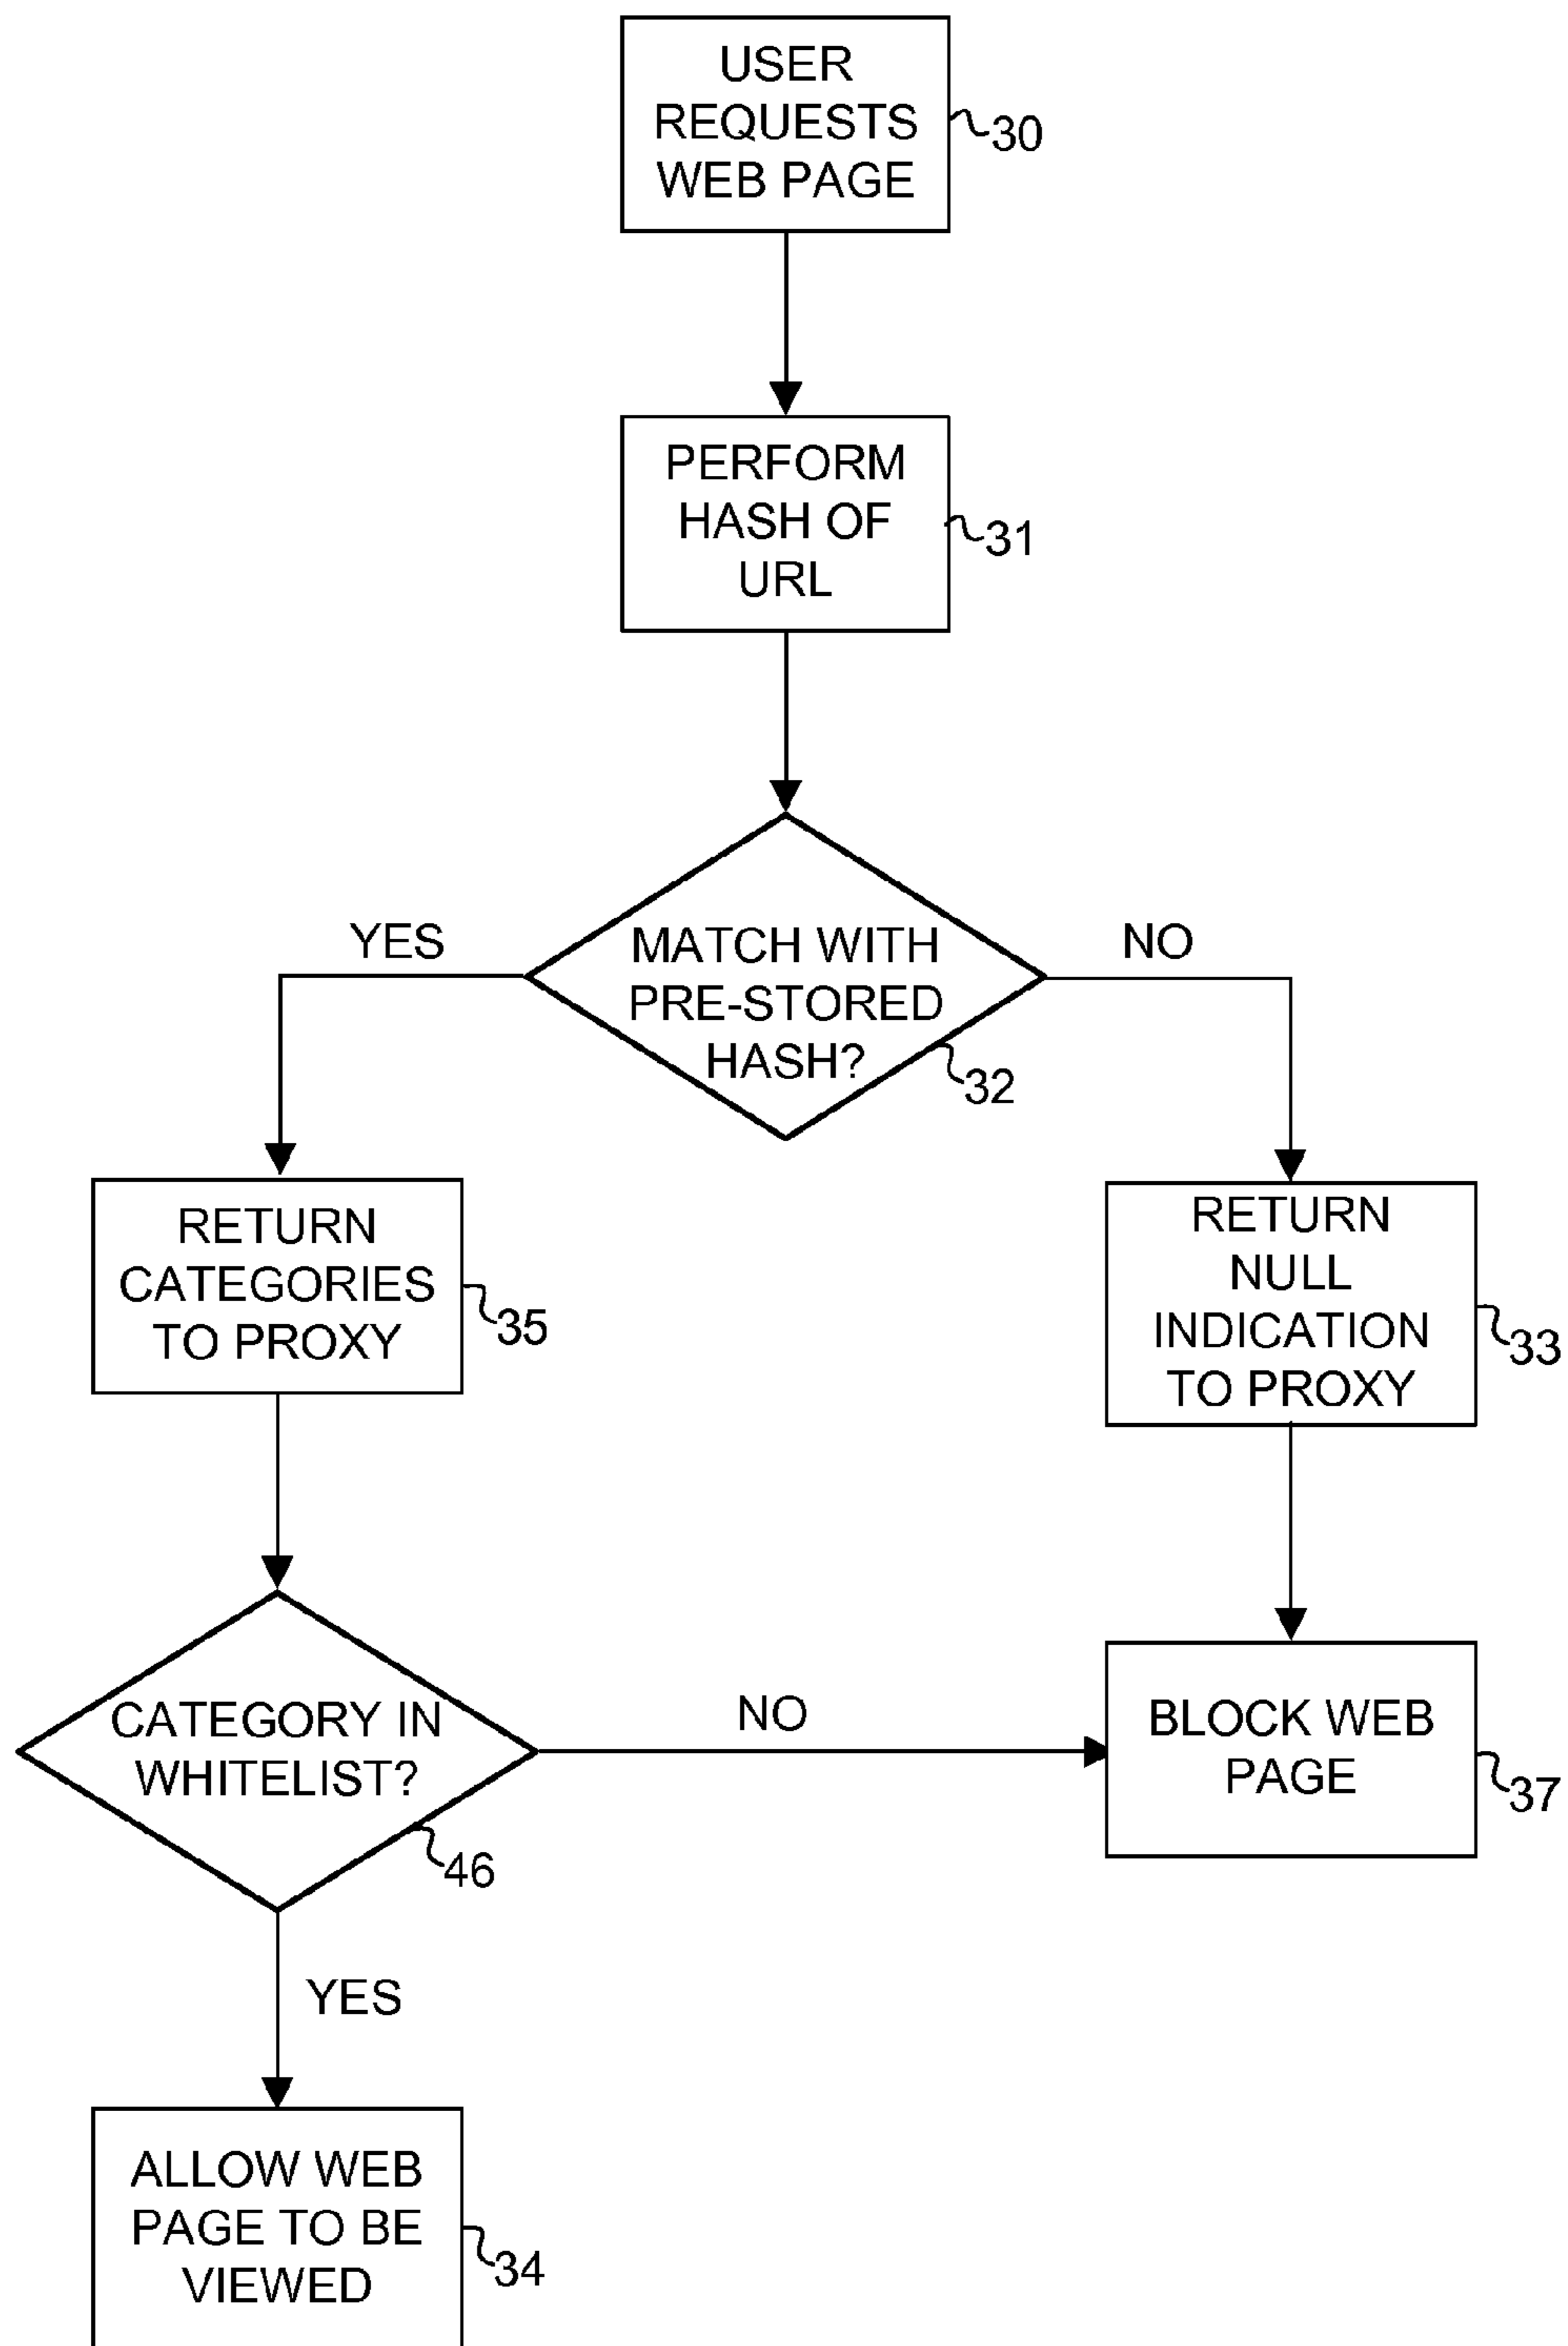 USER
REQUESTS
WEB PAGE
30
PERFORM
HASH OF
URL
31
YES
NO
MATCH WITH
PRE-STORED
HASH?
32
RETURN
CATEGORIES
TO PROXY
35
RETURN
NULL
INDICATION
TO PROXY
33
CATEGORY IN
WHITELIST?
46
NO
BLOCK WEB
PAGE
37
YES
ALLOW WEB
PAGE TO BE
VIEWED
34